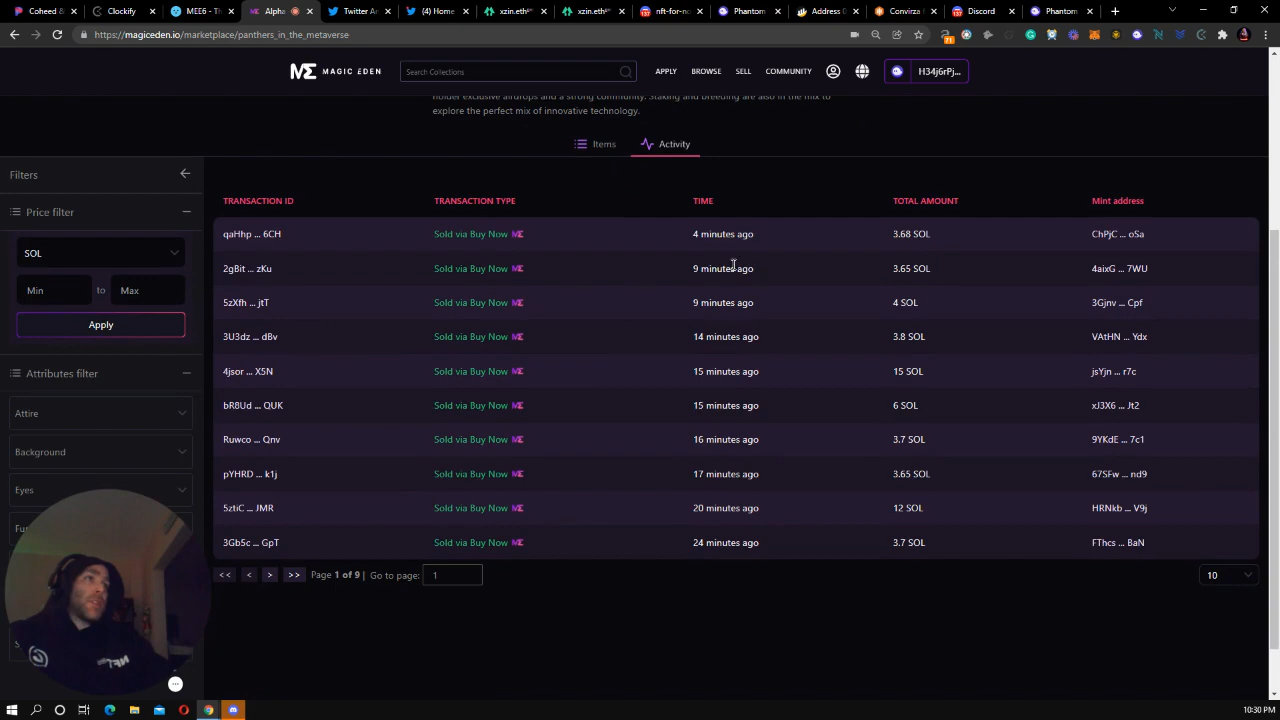 Coheed &
Clockify
MEE6 - Th
Alpha
Twitter Ar
(4) Home
xzin.eth
xzin.eth
nft-for-no
Phantom
Address 0
Convirza
Discord
Phantom
https://magiceden.io/marketplace/panthers_in_the_metaverse
71
MAGIC EDEN
Search Collections
APPLY
BROWSE
SELL
COMMUNITY
H34j6rPj...
holder exclusive airdrops and a strong community. Staking and breeding are also in the mix to
explore the perfect mix of innovative technology.
Items
Activity
Filters
Price filter
SOL
Min
to
Max
Apply
Attributes filter
Attire
Background
Eyes
Fu
S
TRANSACTION ID TRANSACTION TYPE TIME TOTAL AMOUNT Mint address
qaHhp ... 6CH Sold via Buy Now 4 minutes ago 3.68 SOL ChPjC ... oSa
2gBit ... zKu Sold via Buy Now 9 minutes ago 3.65 SOL 4aixG ... 7WU
5zXfh ... jtT Sold via Buy Now 9 minutes ago 4 SOL 3Gjnv ... Cpf
3U3dz ... dBv Sold via Buy Now 14 minutes ago 3.8 SOL VAtHN ... Ydx
4jsor ... X5N Sold via Buy Now 15 minutes ago 15 SOL jsYjn ... r7c
bR8Ud ... QUK Sold via Buy Now 15 minutes ago 6 SOL xJ3X6 ... Jt2
Ruwco ... Qnv Sold via Buy Now 16 minutes ago 3.7 SOL 9YKdE ... 7c1
pYHRD ... k1j Sold via Buy Now 17 minutes ago 3.65 SOL 67SFw ... nd9
5ztiC ... JMR Sold via Buy Now 20 minutes ago 12 SOL HRNkb ... V9j
3Gb5c ... GpT Sold via Buy Now 24 minutes ago 3.7 SOL FThcs ... BaN
<< < > >> Page 1 of 9 | Go to page: 1
10
10:30 PM